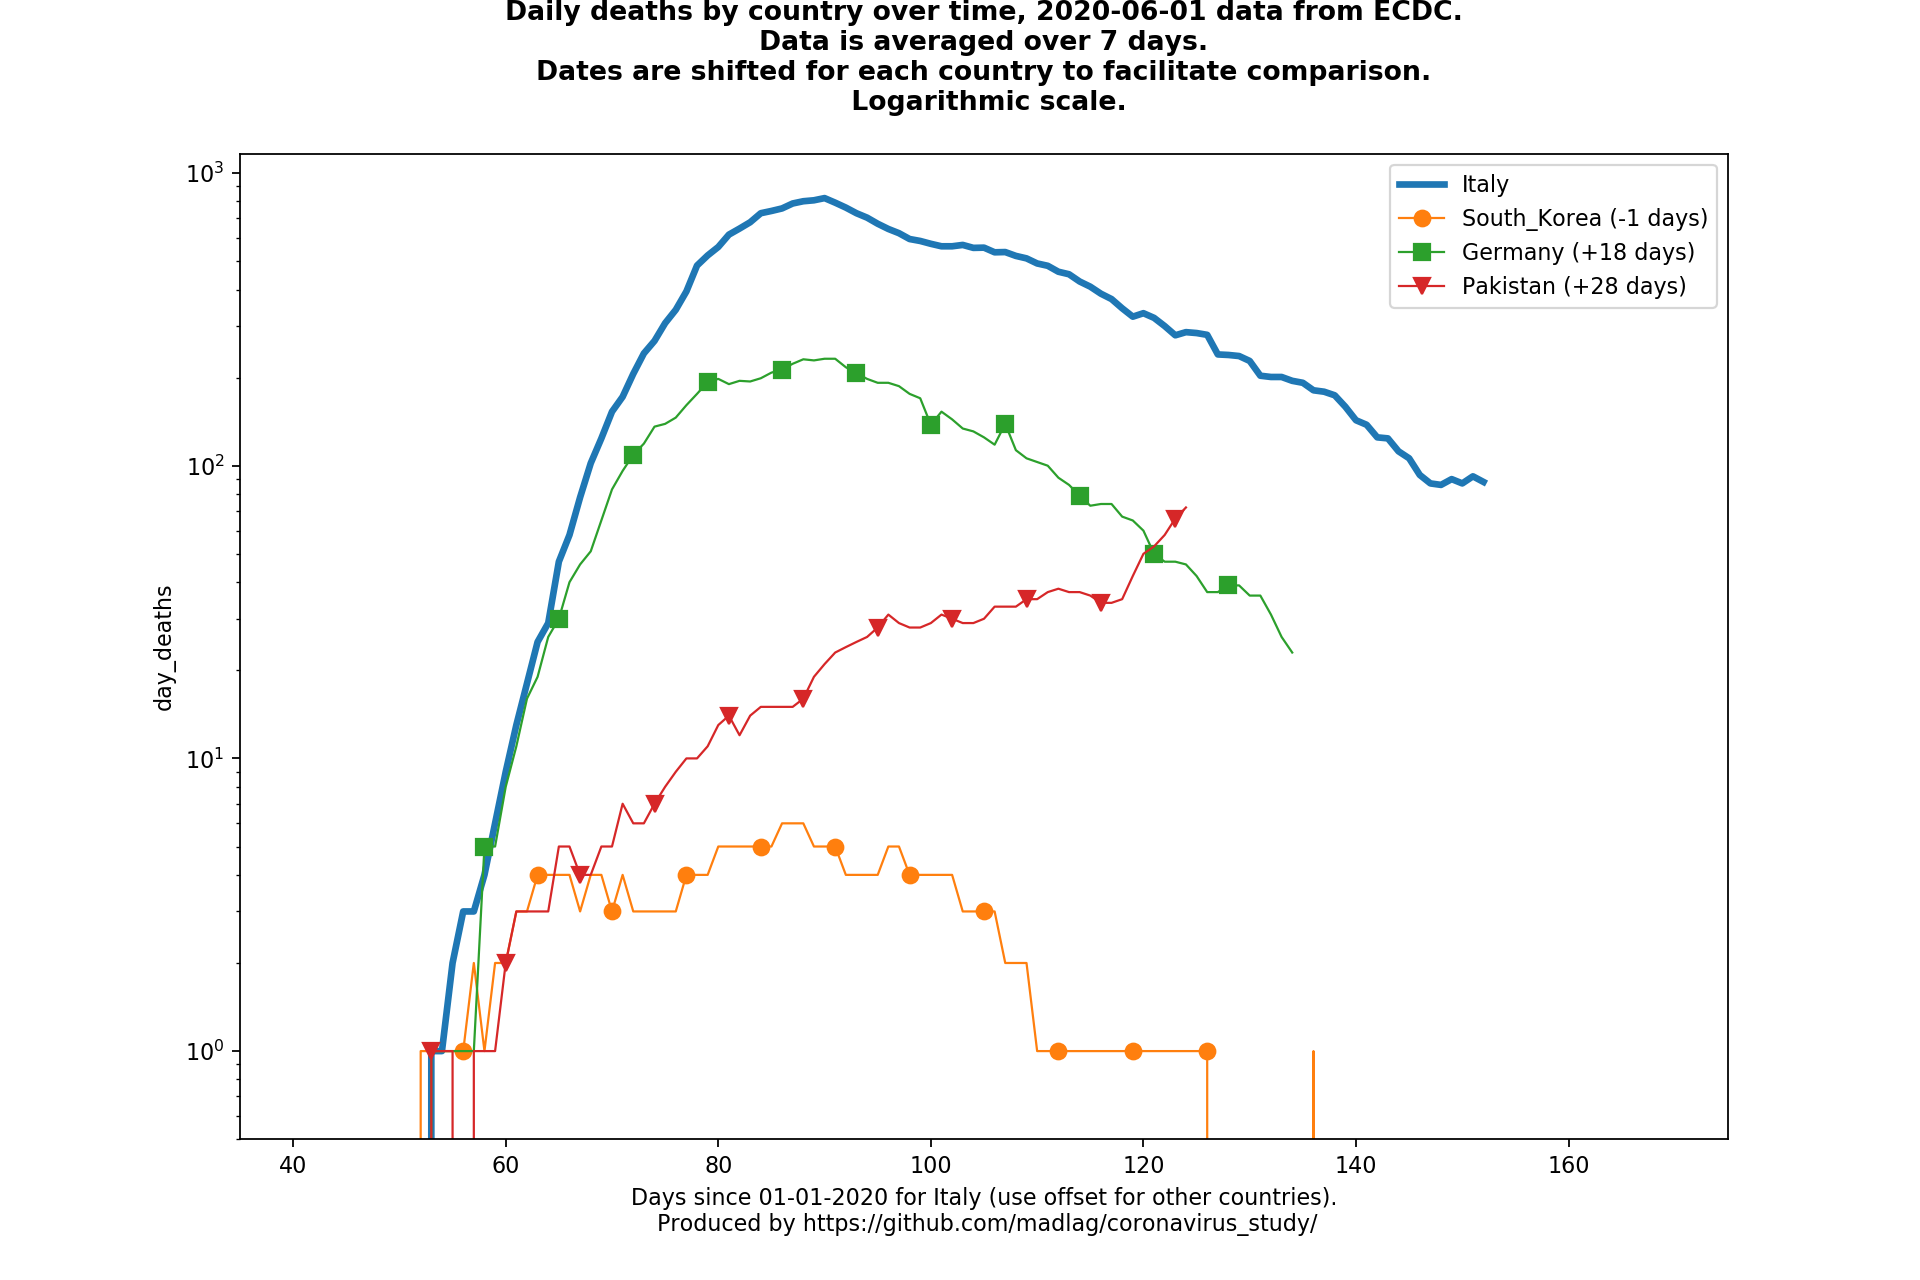 Daily deaths by country over time, 2020-06-01 data from ECDC.
Data is averaged over 7 days.
Dates are shifted for each country to facilitate comparison.
Logarithmic scale.
10³
10²
10¹
10⁰
day_deaths
Italy
South_Korea (-1 days)
Germany (+18 days)
Pakistan (+28 days)
40 60 80 100 120 140 160
Days since 01-01-2020 for Italy (use offset for other countries).
Produced by https://github.com/madlag/coronavirus_study/